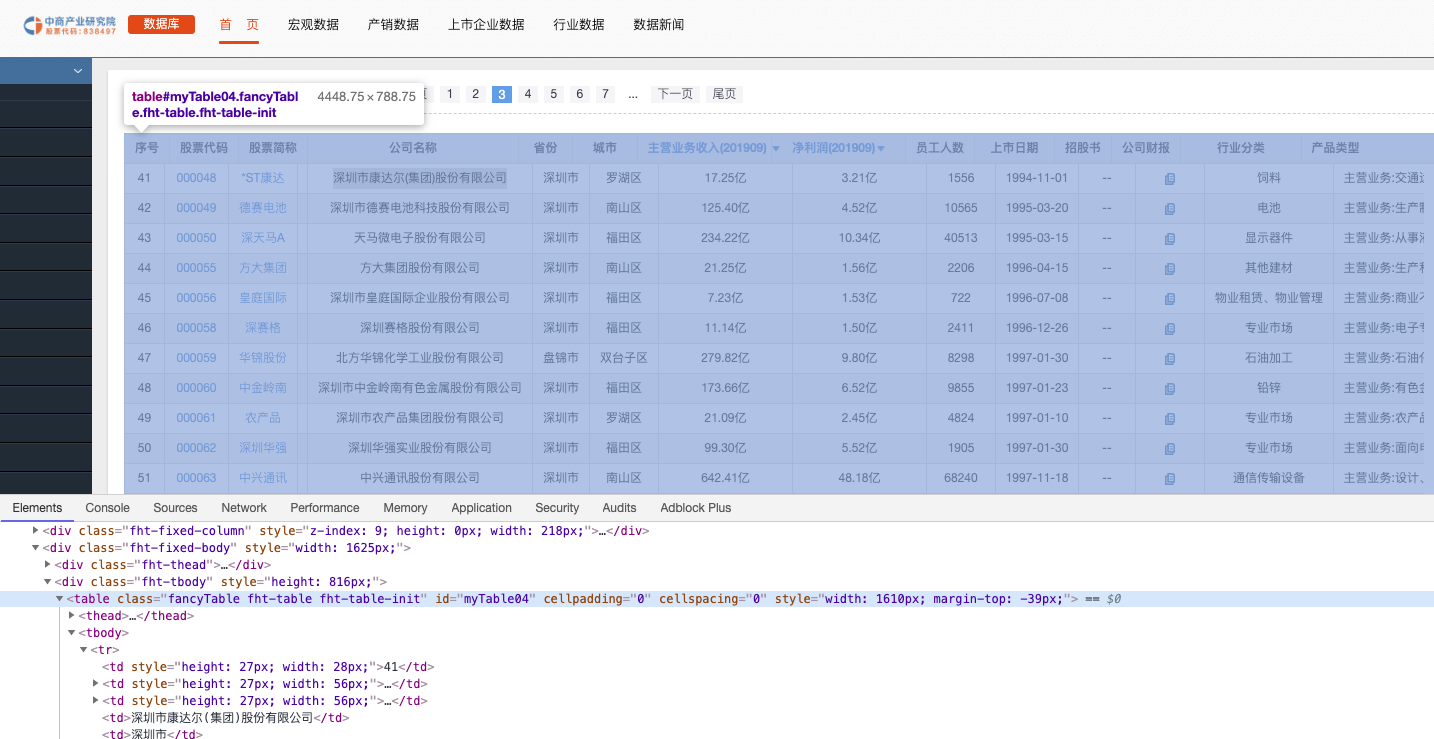 中商产业研究院
股票代码:838497
数据库 首 页 宏观数据 产销数据 上市企业数据 行业数据 数据新闻
table#myTable04.fancyTabl 4448.75×788.75
e.fht-table.fht-table-init
1 2 3 4 5 6 7 ... 下一页 尾页
序号 股票代码 股票简称 公司名称 省份 城市 主营业务收入(201909) 净利润(201909) 员工人数 上市日期 招股书 公司财报 行业分类 产品类型
41 000048 *ST康达 深圳市康达尔(集团)股份有限公司 深圳市 罗湖区 17.25亿 3.21亿 1556 1994-11-01 -- 饲料 主营业务:交通运
42 000049 德赛电池 深圳市德赛电池科技股份有限公司 深圳市 南山区 125.40亿 4.52亿 10565 1995-03-20 -- 电池 主营业务:生产
43 000050 深天马A 天马微电子股份有限公司 深圳市 福田区 234.22亿 10.34亿 40513 1995-03-15 -- 显示器件 主营业务:从事
44 000055 方大集团 方大集团股份有限公司 深圳市 南山区 21.25亿 1.56亿 2206 1996-04-15 -- 其他建材 主营业务:生产
45 000056 皇庭国际 深圳市皇庭国际企业股份有限公司 深圳市 福田区 7.23亿 1.53亿 722 1996-07-08 -- 物业租赁、物业管理 主营业务:商业
46 000058 深赛格 深圳赛格股份有限公司 深圳市 福田区 11.14亿 1.50亿 2411 1996-12-26 -- 专业市场 主营业务:电子
47 000059 华锦股份 北方华锦化学工业股份有限公司 盘锦市 双台子区 279.82亿 9.80亿 8298 1997-01-30 -- 石油加工 主营业务:石油
48 000060 中金岭南 深圳市中金岭南有色金属股份有限公司 深圳市 福田区 173.66亿 6.52亿 9855 1997-01-23 -- 铅锌 主营业务:有色
49 000061 农产品 深圳市农产品集团股份有限公司 深圳市 罗湖区 21.09亿 2.45亿 4824 1997-01-10 -- 专业市场 主营业务:农产
50 000062 深圳华强 深圳华强实业股份有限公司 深圳市 福田区 99.30亿 5.52亿 1905 1997-01-30 -- 专业市场 主营业务:面向
51 000063 中兴通讯 中兴通讯股份有限公司 深圳市 南山区 642.41亿 48.18亿 68240 1997-11-18 -- 通信传输设备 主营业务:设计、
Elements Console Sources Network Performance Memory Application Security Audits Adblock Plus
<div class="fht-fixed-column" style="z-index: 9; height: 0px; width: 218px;">…</div>
<div class="fht-fixed-body" style="width: 1625px;">
<div class="fht-thead">…</div>
<div class="fht-tbody" style="height: 816px;">
<table class="fancyTable fht-table fht-table-init" id="myTable04" cellpadding="0" cellspacing="0" style="width: 1610px; margin-top: -39px;"> == $0
<thead>…</thead>
<tbody>
<tr>
<td style="height: 27px; width: 28px;">41</td>
<td style="height: 27px; width: 56px;">…</td>
<td style="height: 27px; width: 56px;">…</td>
<td>深圳市康达尔(集团)股份有限公司</td>
<td>深圳市</td>